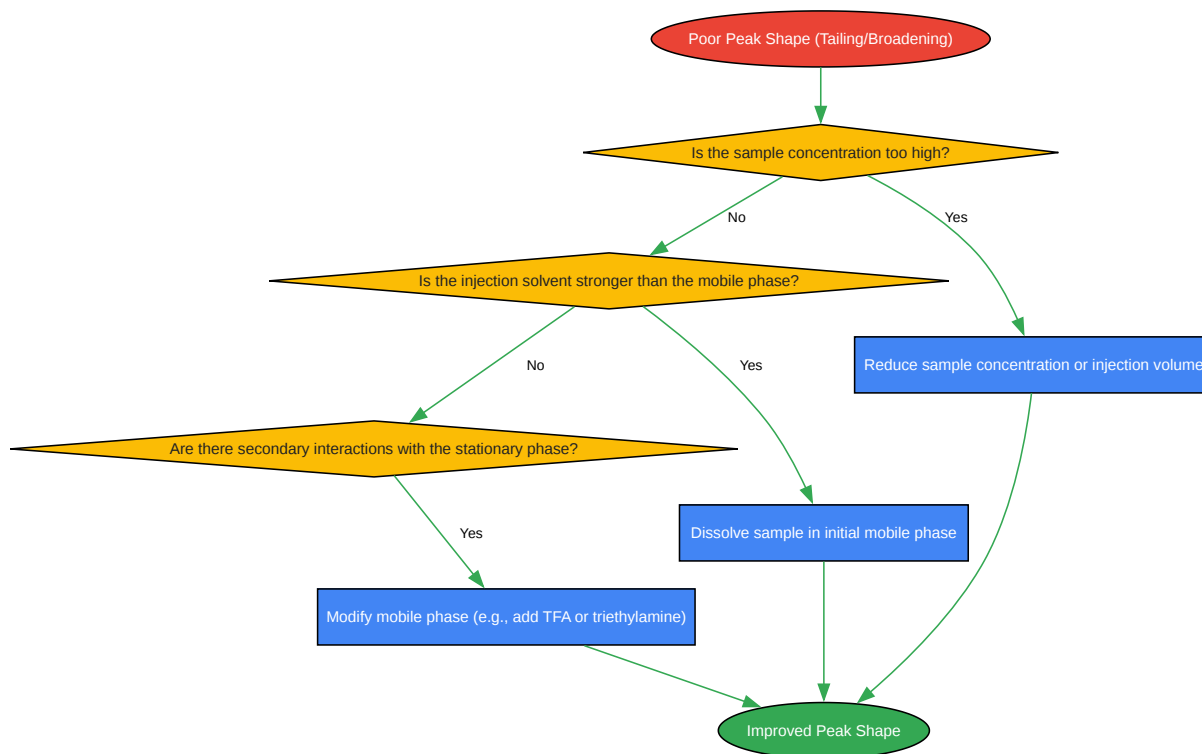 Poor Peak Shape (Tailing/Broadening)
Is the sample concentration too high?
No
Yes
Is the injection solvent stronger than the mobile phase?
No
Yes
Reduce sample concentration or injection volume
Are there secondary interactions with the stationary phase?
Yes
Dissolve sample in initial mobile phase
Modify mobile phase (e.g., add TFA or triethylamine)
Improved Peak Shape